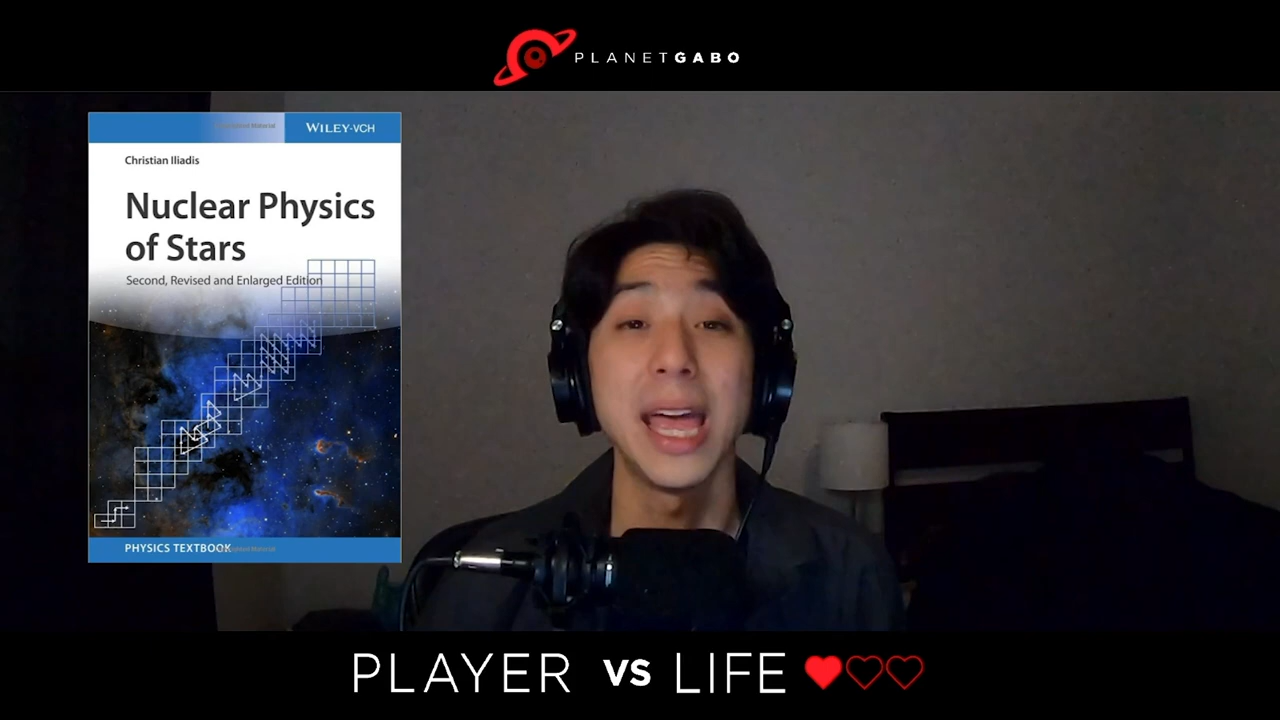 PLANETGABO
WILEY-VCH
Christian Iliadis
Nuclear Physics
of Stars
Second, Revised and Enlarged Edition
PHYSICS TEXTBOOK
PLAYER VS LIFE